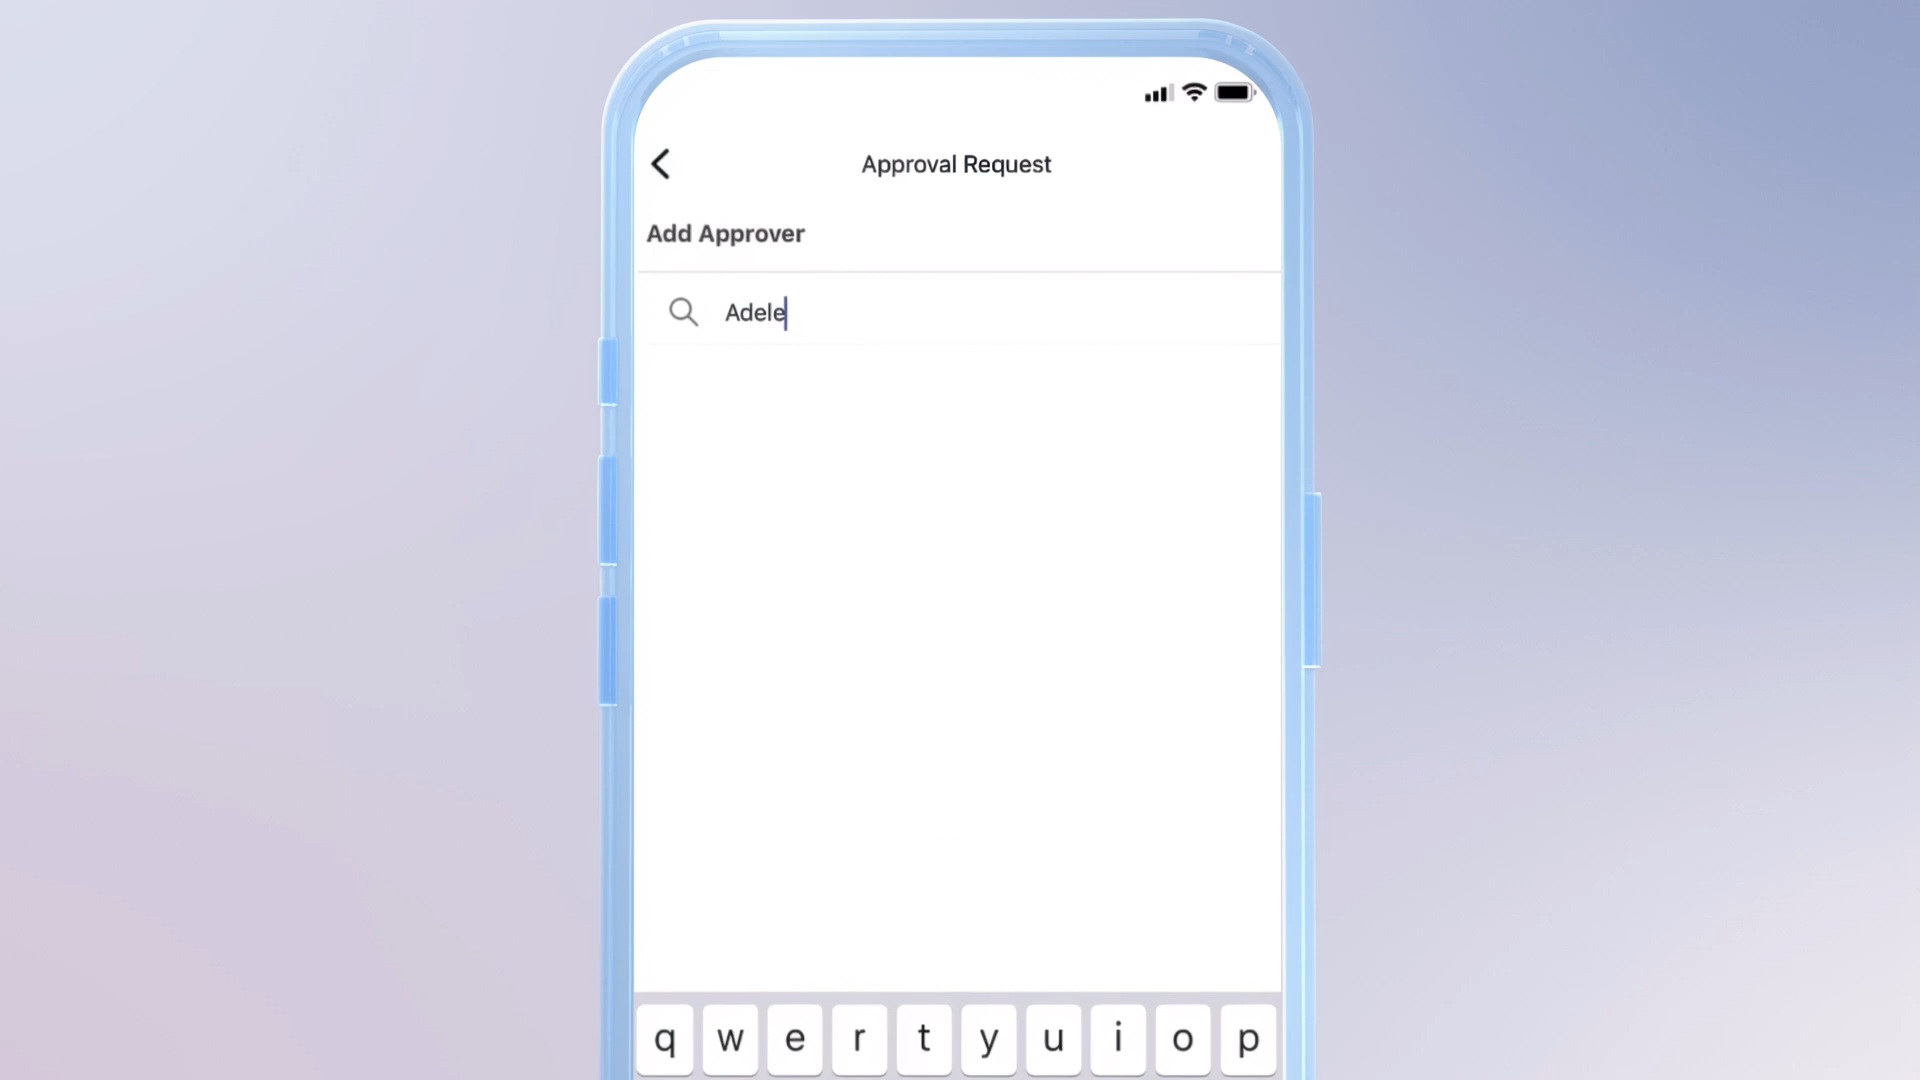 Approval Request
Add Approver
Adele
q w e r t y u i o p